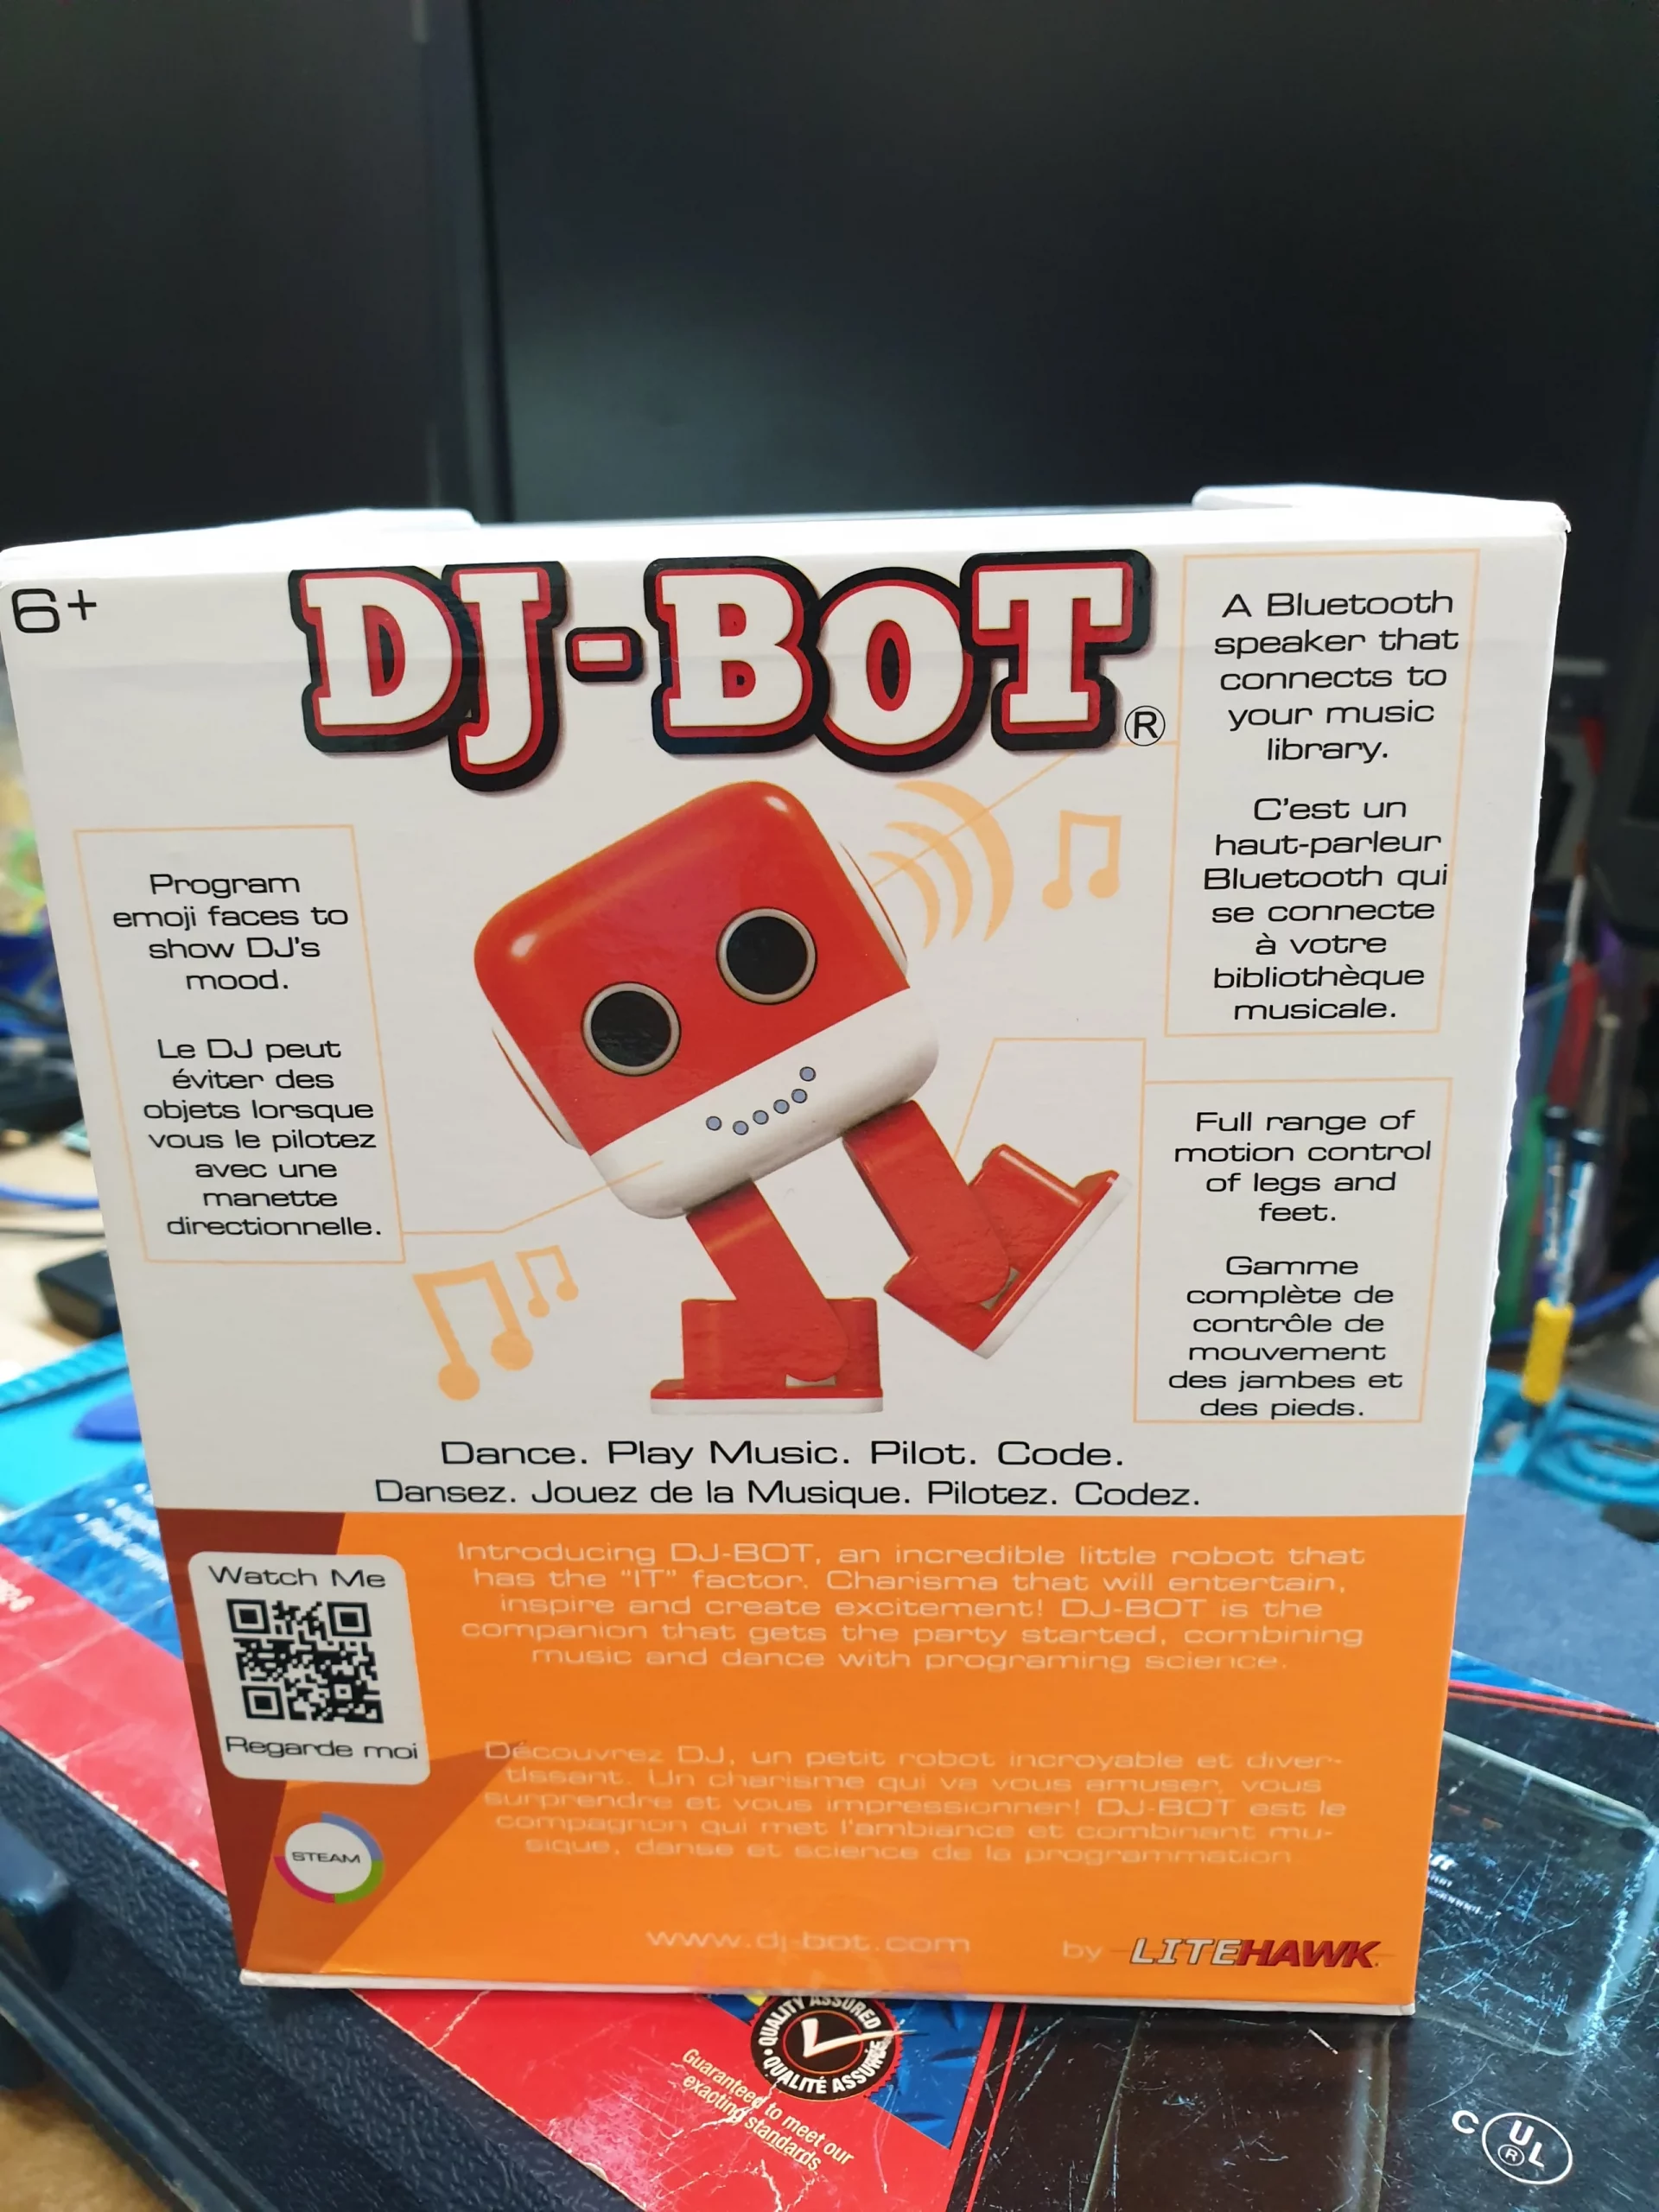 6+
DJ-BOT®
A Bluetooth
speaker that
connects to
your music
library.
C'est un
haut-parleur
Bluetooth qui
se connecte
à votre
bibliothèque
musicale.
Program
emoji faces to
show DJ's
mood.
Le DJ peut
éviter des
objets lorsque
vous le pilotez
avec une
manette
directionnelle.
Full range of
motion control
of legs and
feet.
Gamme
complète de
contrôle de
mouvement
des jambes et
des pieds.
Dance. Play Music. Pilot. Code.
Dansez. Jouez de la Musique. Pilotez. Codez.
Watch Me
Regarde moi
STEAM
Introducing DJ-BOT, an incredible little robot that
has the "IT" factor. Charisma that will entertain,
inspire and create excitement! DJ-BOT is the
companion that gets the party started, combining
music and dance with programing science.
Découvrez DJ, un petit robot incroyable et diver-
tissant. Un charisme qui va vous amuser, vous
surprendre et vous impressionner! DJ-BOT est le
compagnon qui met l'ambiance et combinant mu-
sique, danse et science de la programmation
www.dj-bot.com
by LITEHAWK
QUALITY ASSURED
QUALITÉ ASSURÉE
Guaranteed to meet our
exacting standards
C UL ®